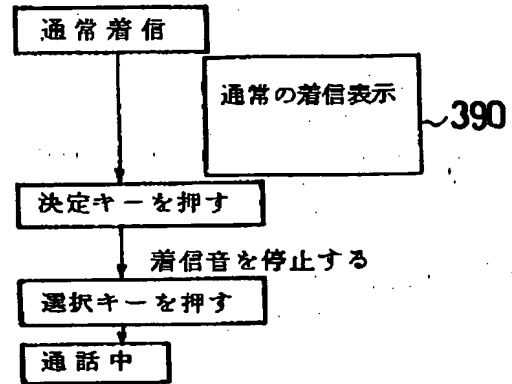 通常着信
通常の着信表示
390
決定キーを押す
着信音を停止する
選択キーを押す
通話中